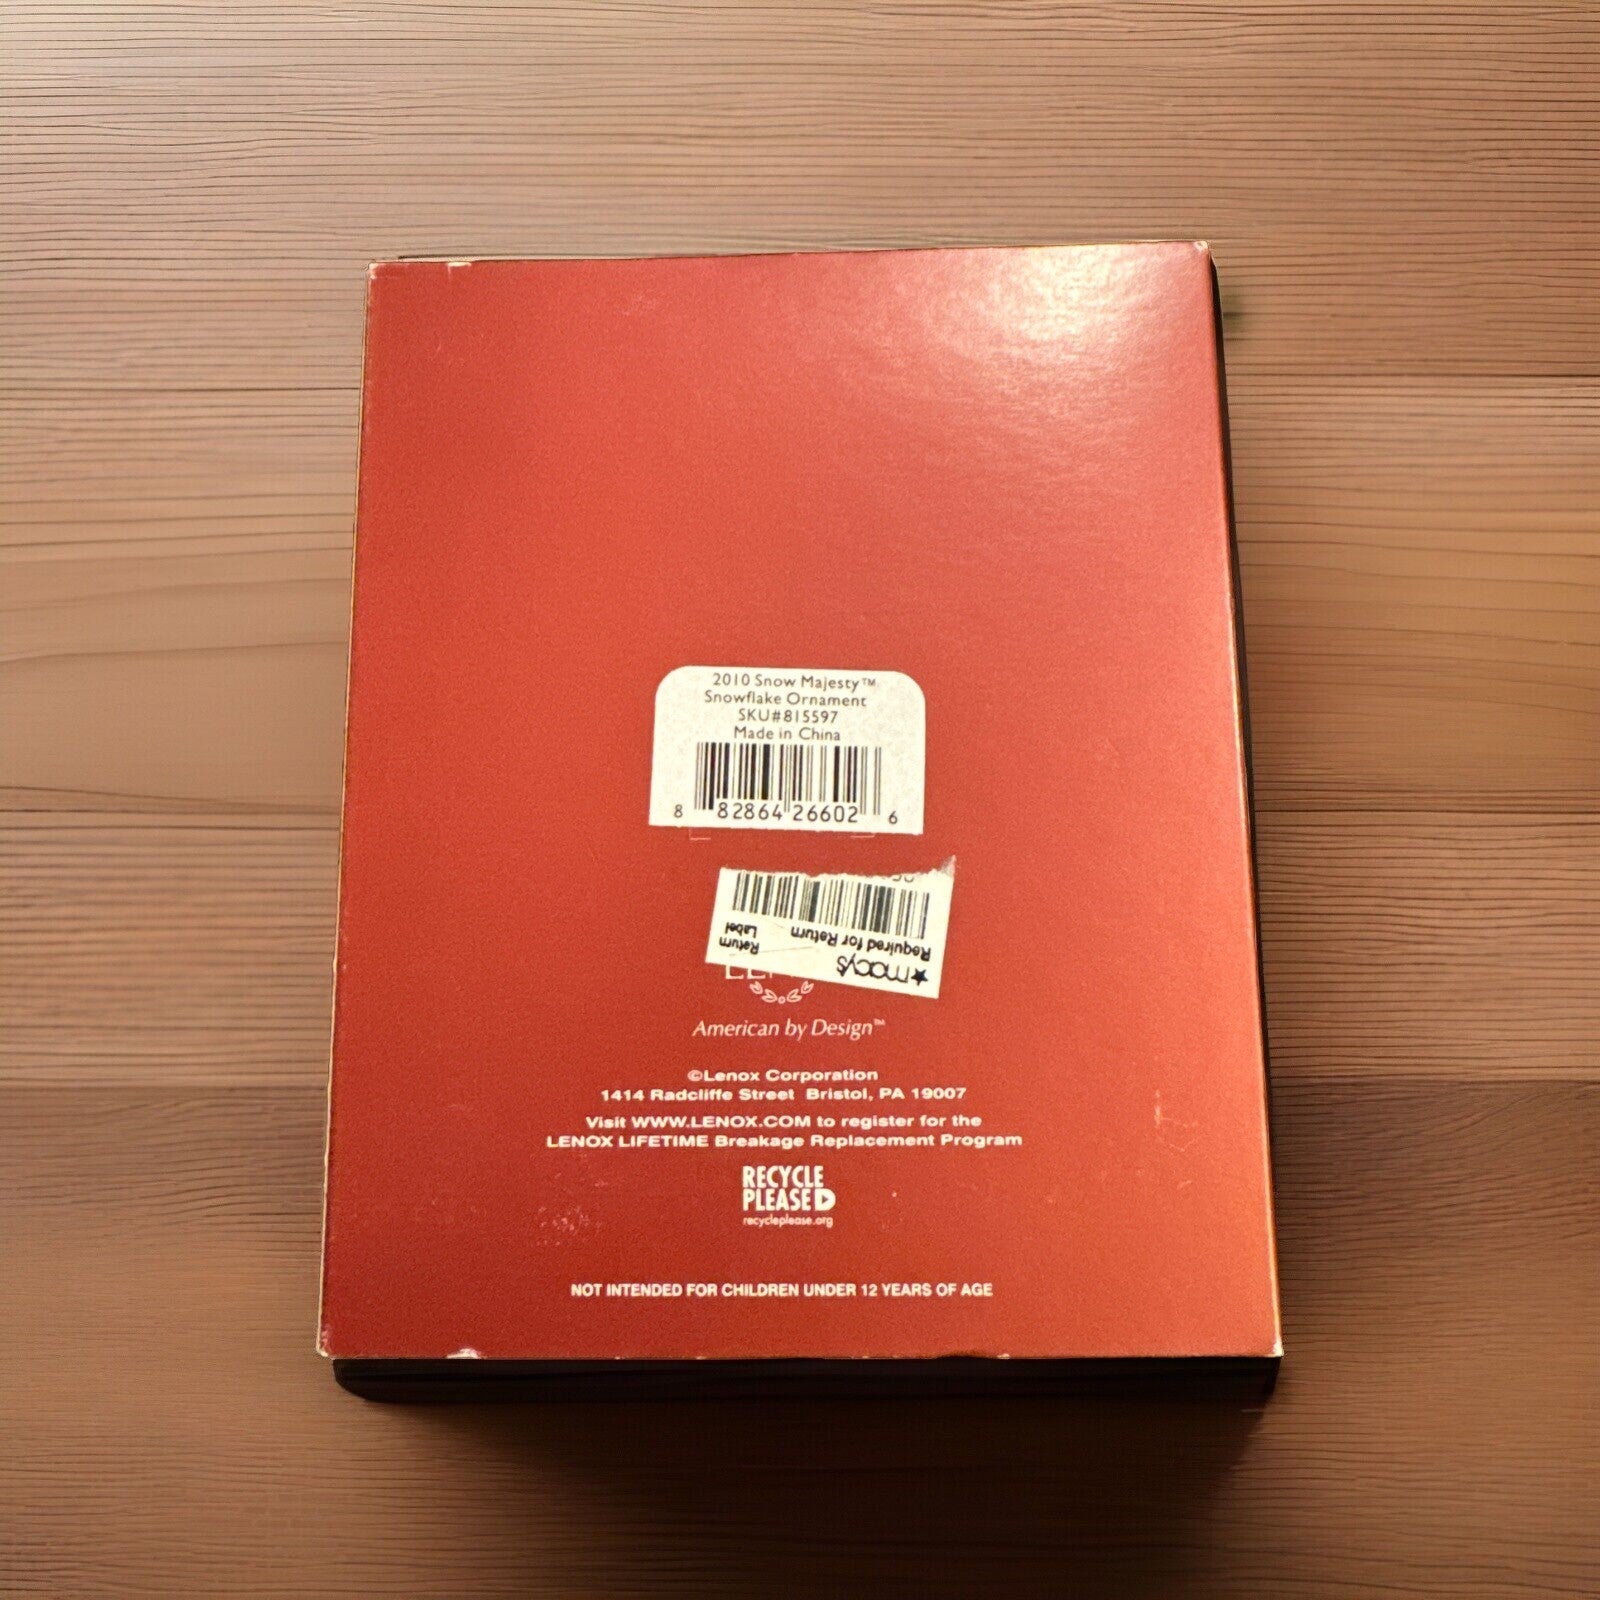 2010 Snow Majesty™
Snowflake Ornament
SKU#815597
Made in China
8 82864 26602 6
Return
Label
★macys
Required for Return
American by Design™
©Lenox Corporation
1414 Radcliffe Street Bristol, PA 19007
Visit WWW.LENOX.COM to register for the
LENOX LIFETIME Breakage Replacement Program
RECYCLE
PLEASE
recycleplease.org
NOT INTENDED FOR CHILDREN UNDER 12 YEARS OF AGE